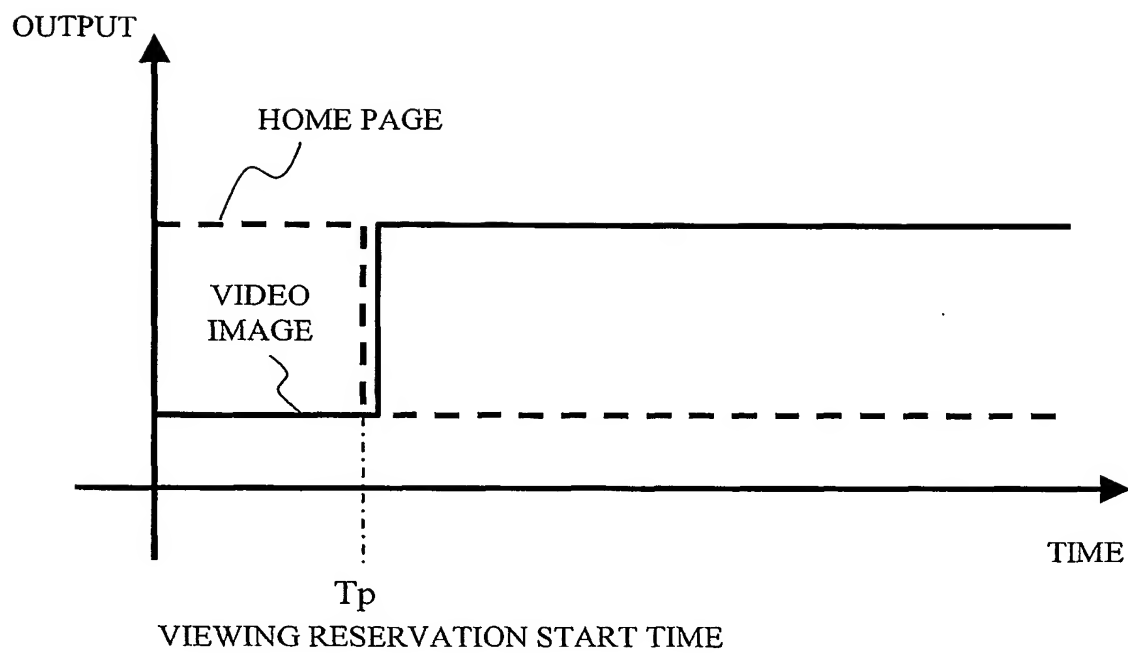 OUTPUT
HOME PAGE
VIDEO
IMAGE
TIME
Tp
VIEWING RESERVATION START TIME